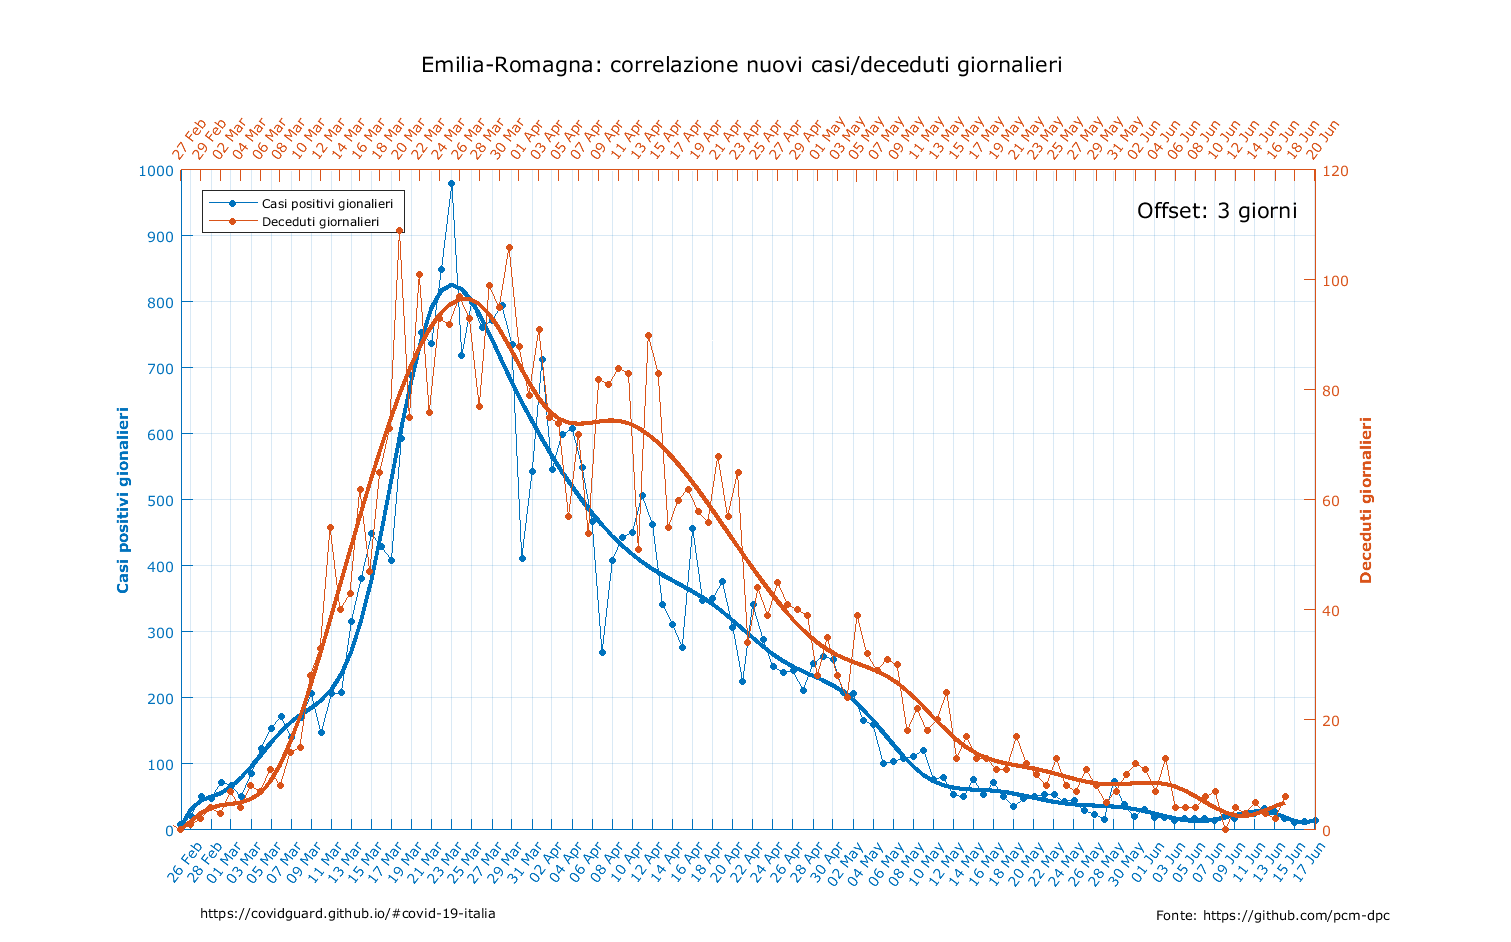 Emilia-Romagna: correlazione nuovi casi/deceduti giornalieri
27 Feb
29 Feb
02 Mar
04 Mar
06 Mar
08 Mar
10 Mar
12 Mar
14 Mar
16 Mar
18 Mar
20 Mar
22 Mar
24 Mar
26 Mar
28 Mar
30 Mar
01 Apr
03 Apr
05 Apr
07 Apr
09 Apr
11 Apr
13 Apr
15 Apr
17 Apr
19 Apr
21 Apr
23 Apr
25 Apr
27 Apr
29 Apr
01 May
03 May
05 May
07 May
09 May
11 May
13 May
15 May
17 May
19 May
21 May
23 May
25 May
27 May
29 May
31 May
02 Jun
04 Jun
06 Jun
08 Jun
10 Jun
12 Jun
14 Jun
16 Jun
18 Jun
20 Jun
Casi positivi gionalieri
Deceduti giornalieri
Offset: 3 giorni
1000
900
800
700
600
500
400
300
200
100
0
Casi positivi gionalieri
120
100
80
60
40
20
0
Deceduti giornalieri
26 Feb
28 Feb
01 Mar
03 Mar
05 Mar
07 Mar
09 Mar
11 Mar
13 Mar
15 Mar
17 Mar
19 Mar
21 Mar
23 Mar
25 Mar
27 Mar
29 Mar
31 Mar
02 Apr
04 Apr
06 Apr
08 Apr
10 Apr
12 Apr
14 Apr
16 Apr
18 Apr
20 Apr
22 Apr
24 Apr
26 Apr
28 Apr
30 Apr
02 May
04 May
06 May
08 May
10 May
12 May
14 May
16 May
18 May
20 May
22 May
24 May
26 May
28 May
30 May
01 Jun
03 Jun
05 Jun
07 Jun
09 Jun
11 Jun
13 Jun
15 Jun
17 Jun
https://covidguard.github.io/#covid-19-italia
Fonte: https://github.com/pcm-dpc